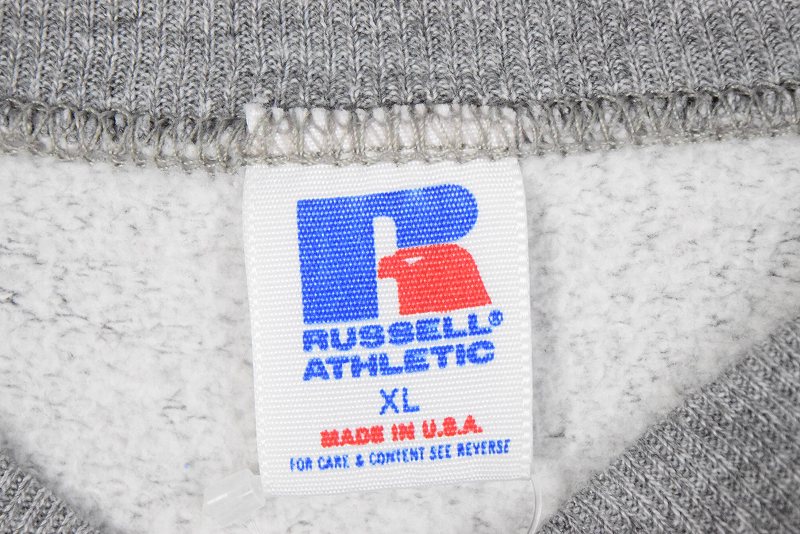 RUSSELL®
ATHLETIC
XL
MADE IN U.S.A.
FOR CARE & CONTENT SEE REVERSE